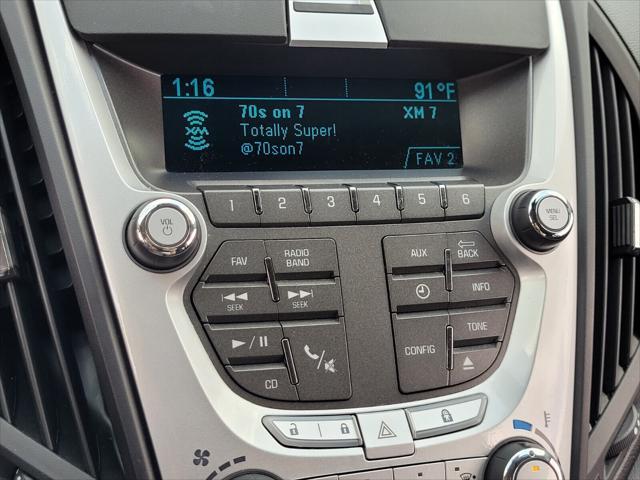 1:16 91°F
XM 70s on 7 XM 7
Totally Super!
@70son7
FAV 2
1 2 3 4 5 6
VOL
MENU
SEL
FAV RADIO BAND AUX BACK
SEEK SEEK INFO
CONFIG TONE
CD